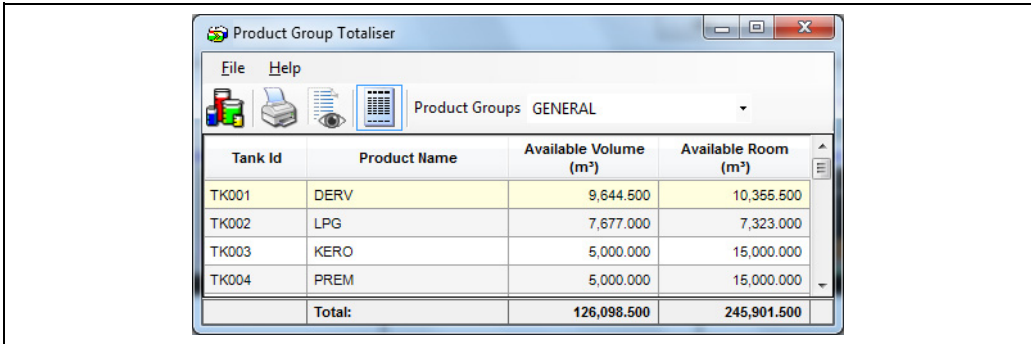 Product Group Totaliser
File Help
Product Groups GENERAL
Tank Id Product Name Available Volume (m³) Available Room (m³)
TK001 DERV 9,644.500 10,355.500
TK002 LPG 7,677.000 7,323.000
TK003 KERO 5,000.000 15,000.000
TK004 PREM 5,000.000 15,000.000
Total: 126,098.500 245,901.500